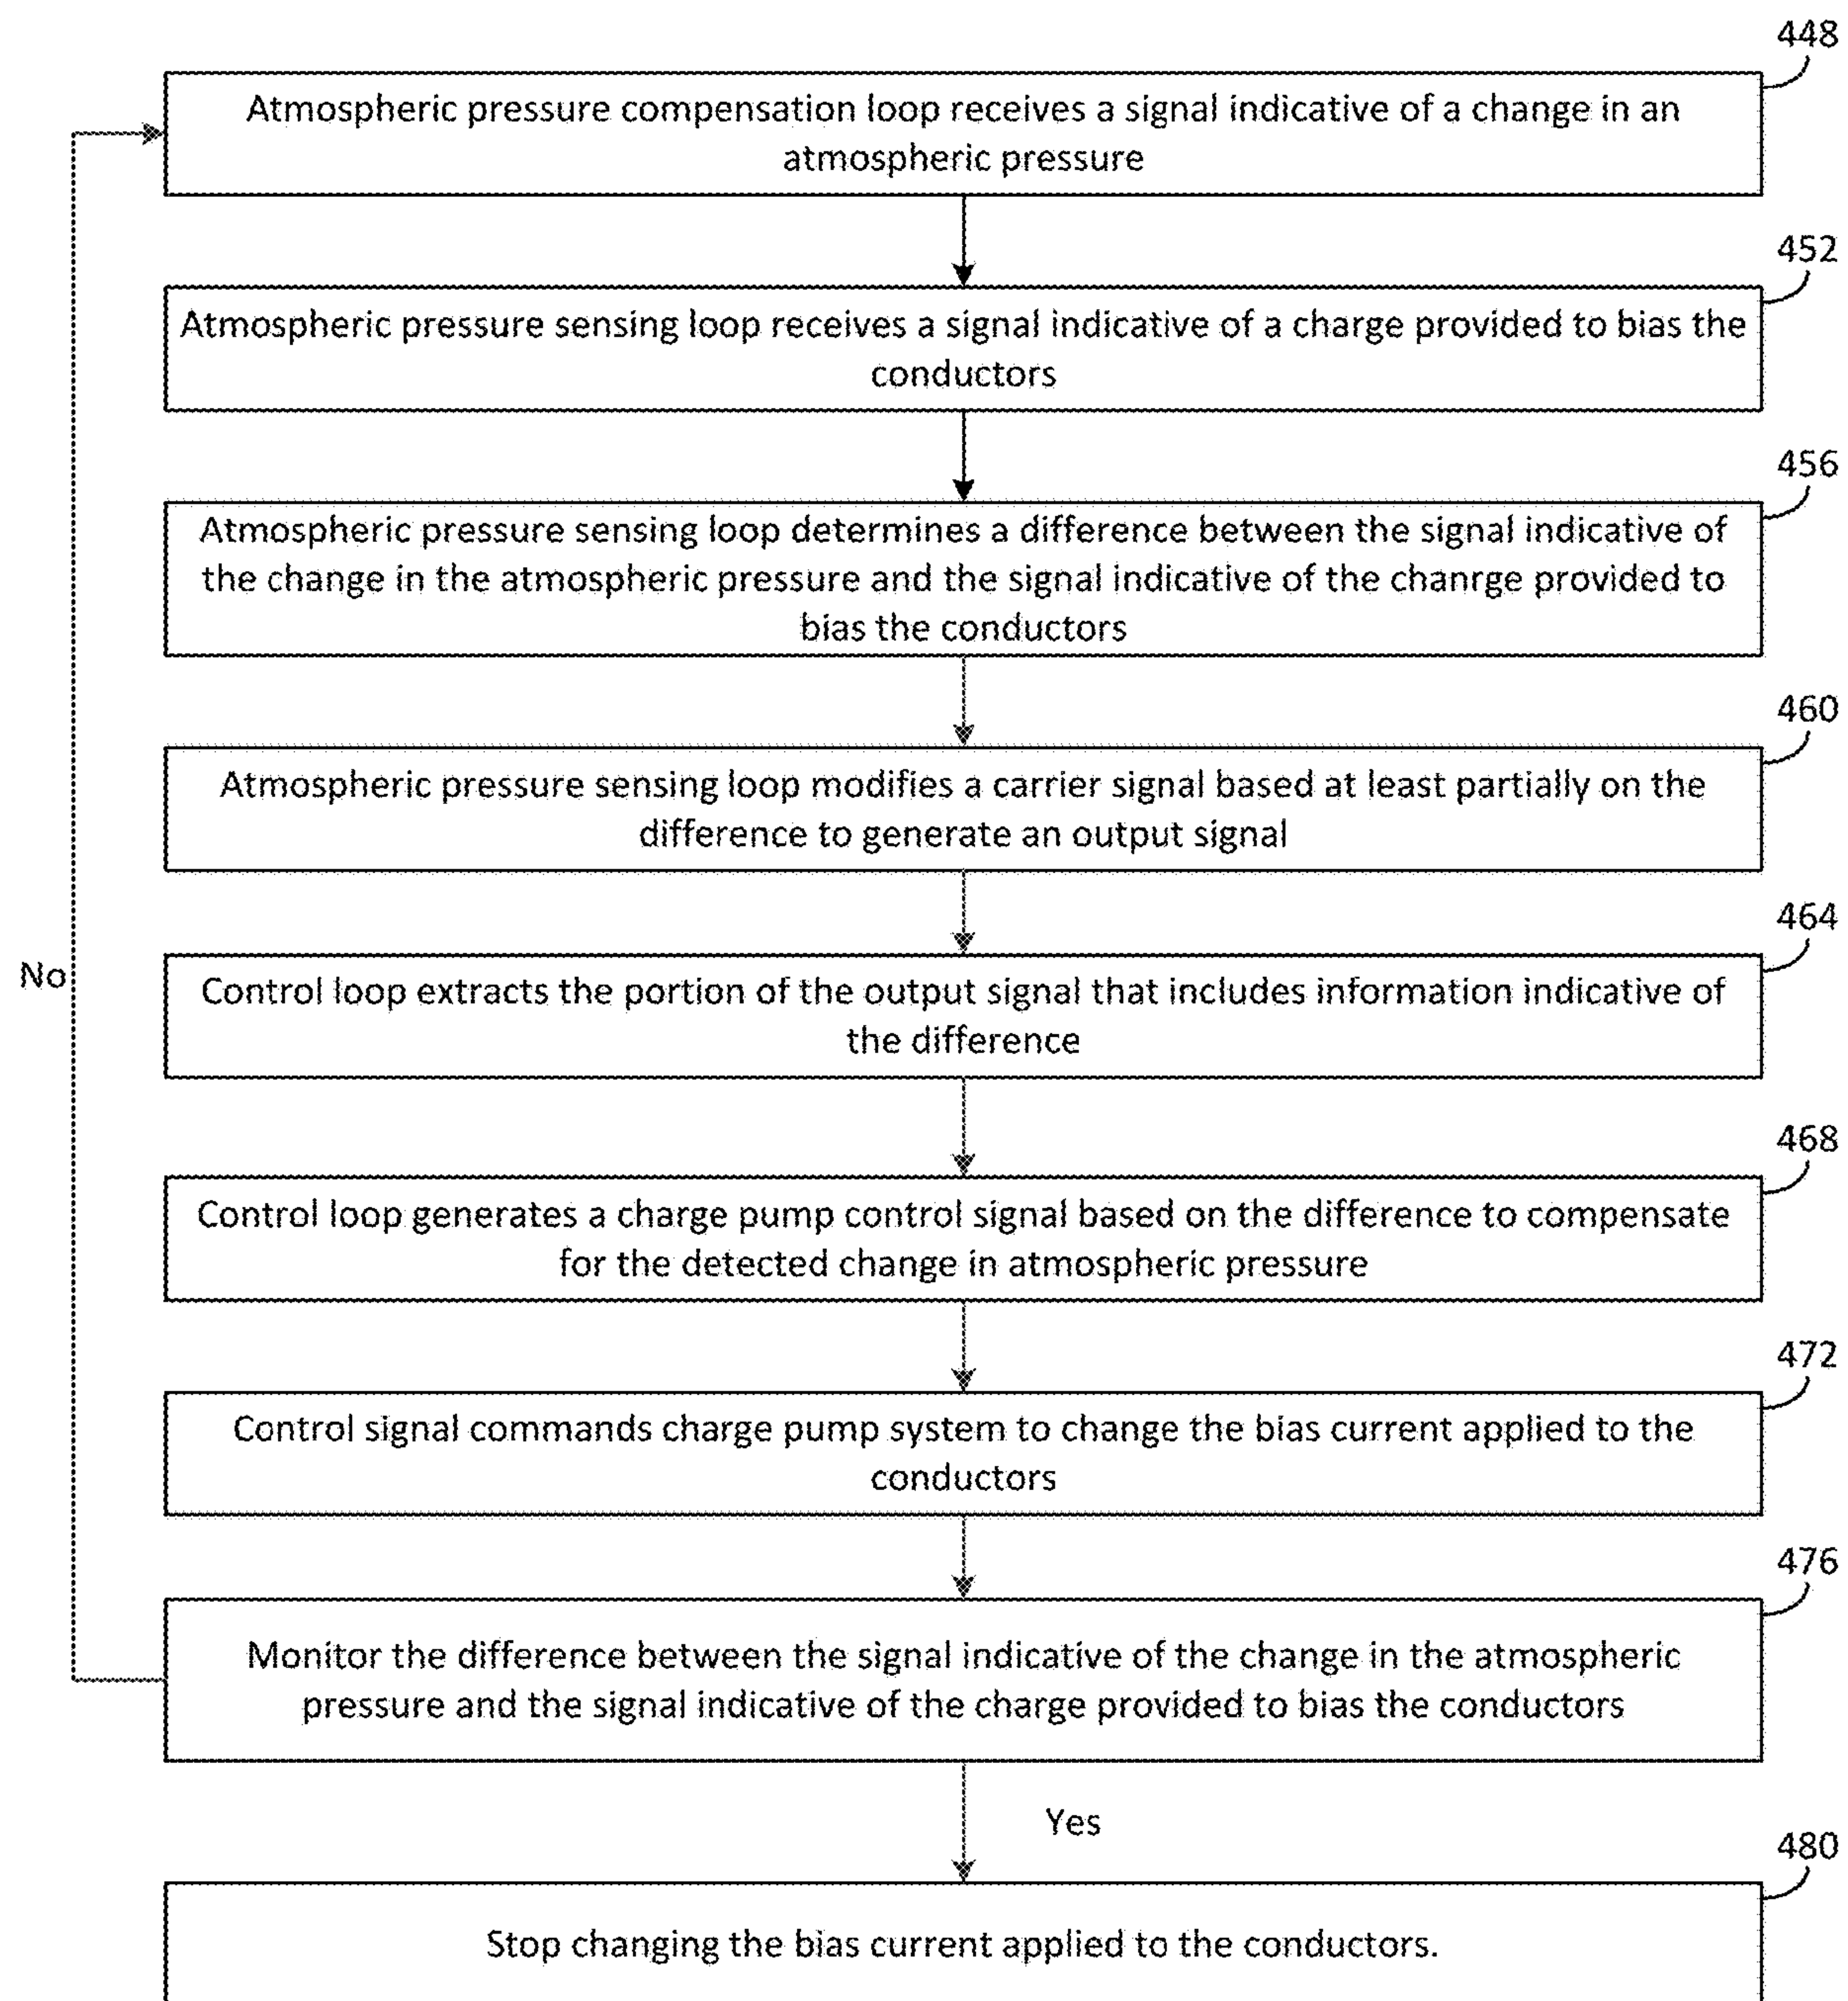 448
Atmospheric pressure compensation loop receives a signal indicative of a change in an
atmospheric pressure
452
Atmospheric pressure sensing loop receives a signal indicative of a charge provided to bias the
conductors
456
Atmospheric pressure sensing loop determines a difference between the signal indicative of
the change in the atmospheric pressure and the signal indicative of the chanrge provided to
bias the conductors
460
Atmospheric pressure sensing loop modifies a carrier signal based at least partially on the
difference to generate an output signal
464
No
Control loop extracts the portion of the output signal that includes information indicative of
the difference
468
Control loop generates a charge pump control signal based on the difference to compensate
for the detected change in atmospheric pressure
472
Control signal commands charge pump system to change the bias current applied to the
conductors
476
Monitor the difference between the signal indicative of the change in the atmospheric
pressure and the signal indicative of the charge provided to bias the conductors
Yes
480
Stop changing the bias current applied to the conductors.